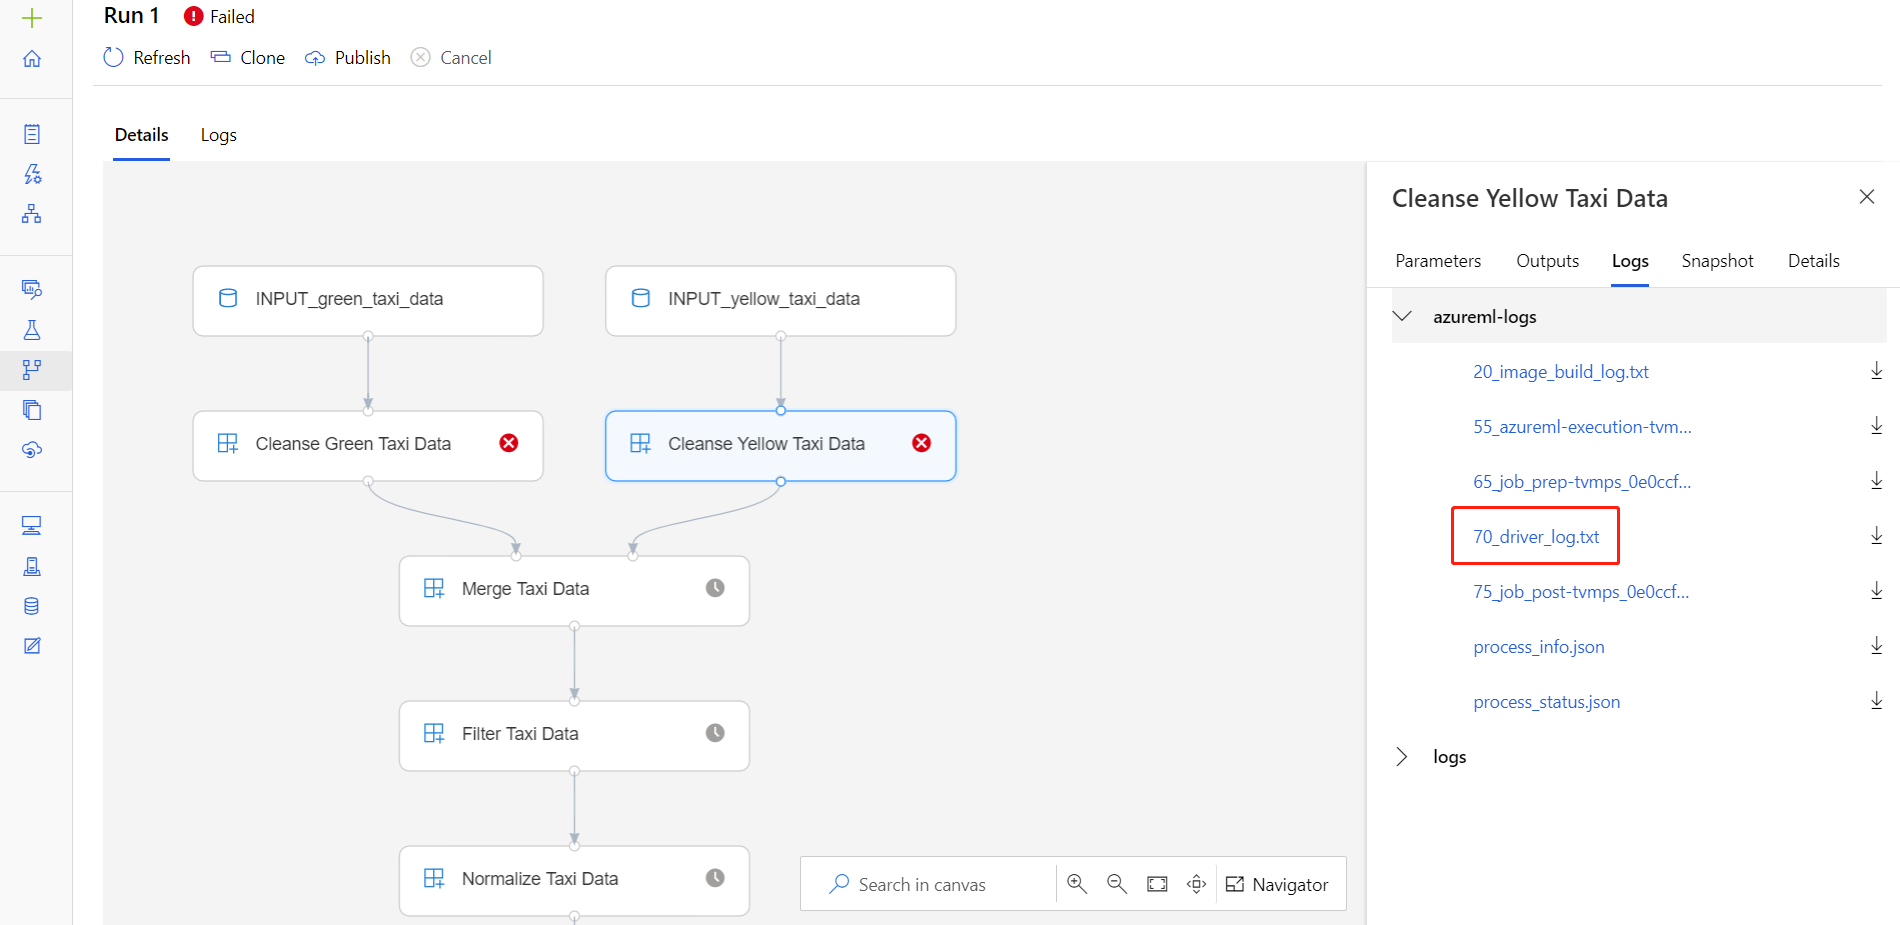 Run 1 Failed
Refresh Clone Publish Cancel
Details Logs
INPUT_green_taxi_data
INPUT_yellow_taxi_data
Cleanse Green Taxi Data
Cleanse Yellow Taxi Data
Merge Taxi Data
Filter Taxi Data
Normalize Taxi Data
Search in canvas
Navigator
Cleanse Yellow Taxi Data
Parameters Outputs Logs Snapshot Details
azureml-logs
20_image_build_log.txt
55_azureml-execution-tvm...
65_job_prep-tvmps_0e0ccf...
70_driver_log.txt
75_job_post-tvmps_0e0ccf...
process_info.json
process_status.json
logs